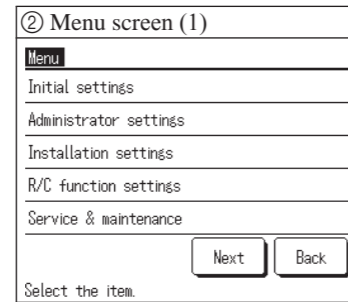 ② Menu screen (1)
Menu
Initial settings
Administrator settings
Installation settings
R/C function settings
Service & maintenance
Next Back
Select the item.